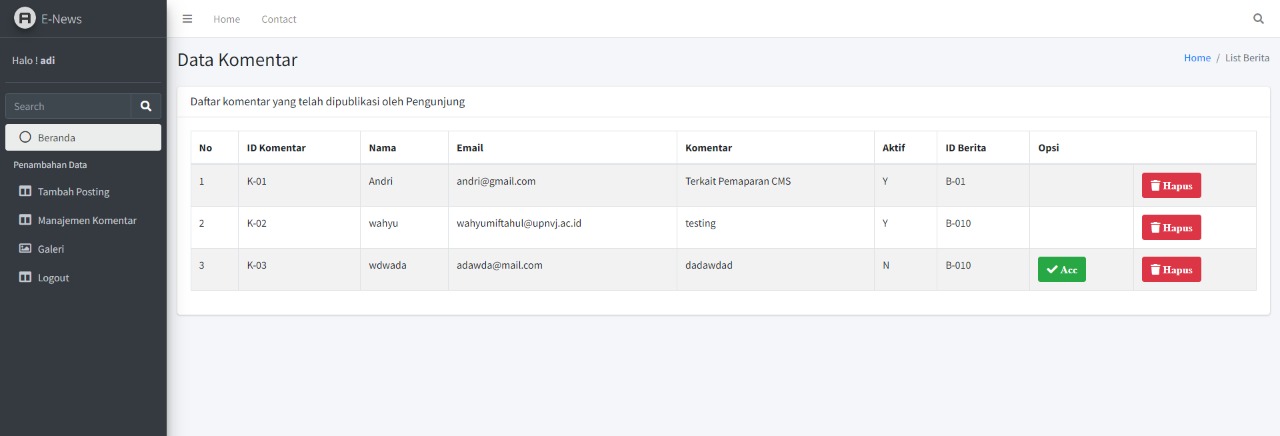 E-News
Home Contact
Halo ! adi
Search
Beranda
Penambahan Data
Tambah Posting
Manajemen Komentar
Galeri
Logout
Data Komentar
Home / List Berita
Daftar komentar yang telah dipublikasi oleh Pengunjung
No ID Komentar Nama Email Komentar Aktif ID Berita Opsi
1 K-01 Andri andri@gmail.com Terkait Pemaparan CMS Y B-01 Hapus
2 K-02 wahyu wahyumiftahul@upnvj.ac.id testing Y B-010 Hapus
3 K-03 wdwada adawda@mail.com dadawdad N B-010 Acc Hapus